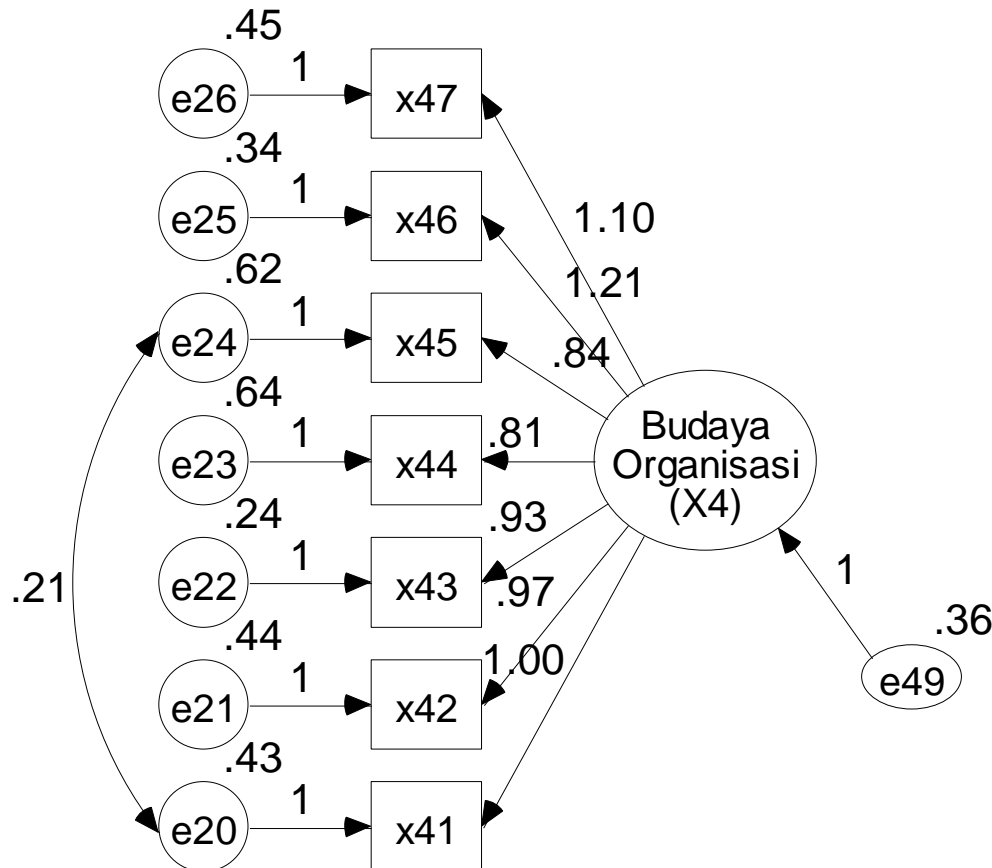 .45
1
e26
x47
.34
1
e25
x46
1.10
.62
1
1.21
e24
x45
.84
.64
1
e23
x44
.81
Budaya
Organisasi
(X4)
.24
1
.93
e22
x43
.97
.21
1
.36
.44
1
1.00
e21
x42
e49
.43
1
e20
x41